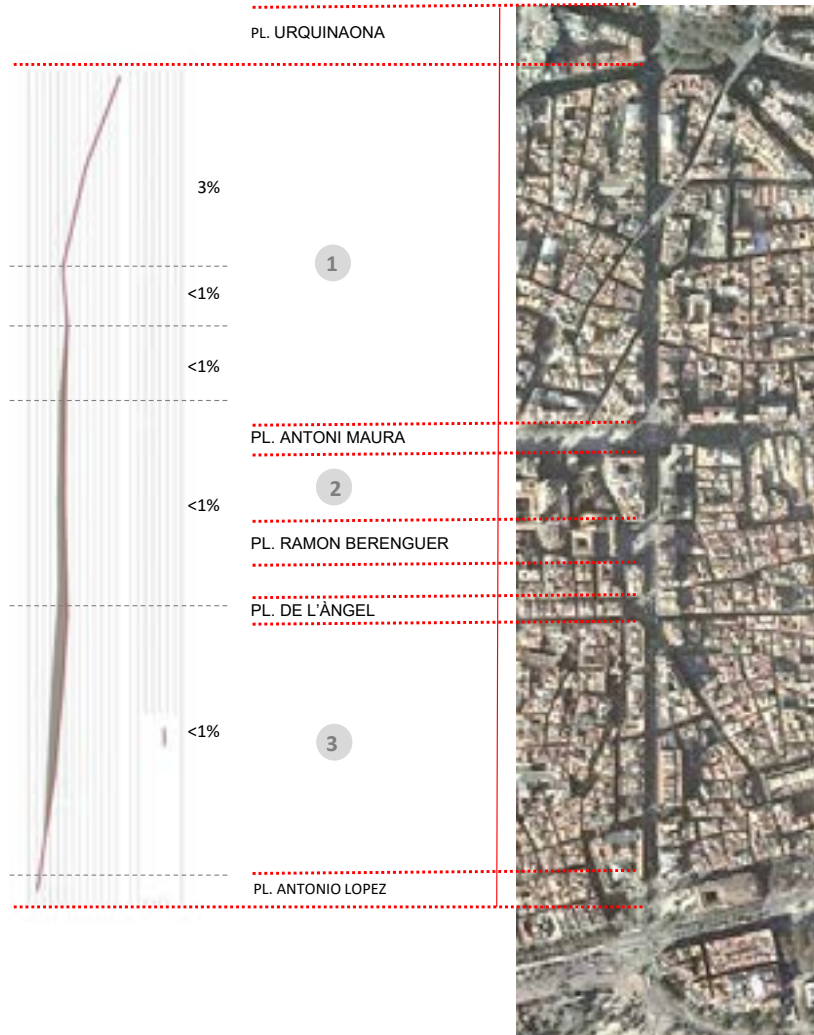 PL. URQUINAONA
3%
1
<1%
<1%
PL. ANTONI MAURA
2
<1%
PL. RAMON BERENGUER
PL. DE L'ÀNGEL
<1%
3
PL. ANTONIO LOPEZ